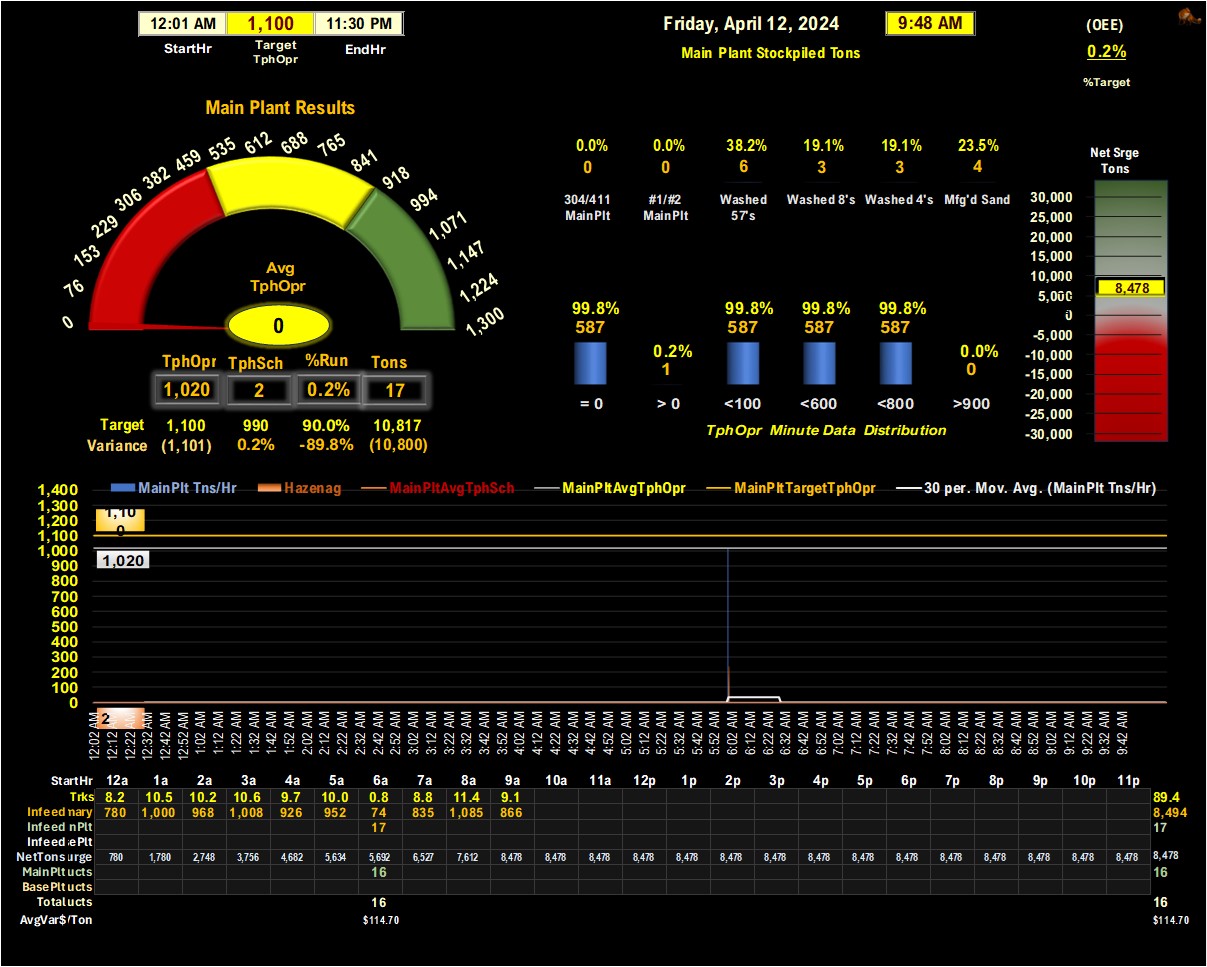 12:01 AM 1,100 11:30 PM
StartHr Target TphOpr EndHr
Friday, April 12, 2024 9:48 AM
Main Plant Stockpiled Tons
(OEE)
0.2%
%Target
Main Plant Results
0 76 153 229 306 382 459 535 612 688 765 841 918 994 1,071 1,147 1,224 1,300
Avg
TphOpr
0
TphOpr TphSch %Run Tons
1,020 2 0.2% 17
Target 1,100 990 90.0% 10,817
Variance (1,101) 0.2% -89.8% (10,800)
0.0% 0.0% 38.2% 19.1% 19.1% 23.5%
0 0 6 3 3 4
304/411 #1/#2 Washed Washed 8's Washed 4's Mfg'd Sand
MainPlt MainPlt 57's
99.8% 99.8% 99.8% 99.8%
587 587 587 587
0.2% 0.0%
1 0
= 0 > 0 <100 <600 <800 >900
TphOpr Minute Data Distribution
Net Srge
Tons
30,000
25,000
20,000
15,000
10,000
8,478
5,000
0
-5,000
-10,000
-15,000
-20,000
-25,000
-30,000
MainPlt Tns/Hr Hazenag MainPltAvgTphSch MainPltAvgTphOpr MainPltTargetTphOpr 30 per. Mov. Avg. (MainPlt Tns/Hr)
1,400
1,300
1,200
1,100
1,000
900
800
700
600
500
400
300
200
100
0
1,10
0
1,020
2
12:02 AM 12:12 AM 12:22 AM 12:32 AM 12:42 AM 12:52 AM 1:02 AM 1:12 AM 1:22 AM 1:32 AM 1:42 AM 1:52 AM 2:02 AM 2:12 AM 2:22 AM 2:32 AM 2:42 AM 2:52 AM 3:02 AM 3:12 AM 3:22 AM 3:32 AM 3:42 AM 3:52 AM 4:02 AM 4:12 AM 4:22 AM 4:32 AM 4:42 AM 4:52 AM 5:02 AM 5:12 AM 5:22 AM 5:32 AM 5:42 AM 5:52 AM 6:02 AM 6:12 AM 6:22 AM 6:32 AM 6:42 AM 6:52 AM 7:02 AM 7:12 AM 7:22 AM 7:32 AM 7:42 AM 7:52 AM 8:02 AM 8:12 AM 8:22 AM 8:32 AM 8:42 AM 8:52 AM 9:02 AM 9:12 AM 9:22 AM 9:32 AM 9:42 AM
StartHr 12a 1a 2a 3a 4a 5a 6a 7a 8a 9a 10a 11a 12p 1p 2p 3p 4p 5p 6p 7p 8p 9p 10p 11p
Trks 8.2 10.5 10.2 10.6 9.7 10.0 0.8 8.8 11.4 9.1 89.4
Infeed mary 780 1,000 968 1,008 926 952 74 835 1,085 866 8,494
Infeed nPlt 17 17
Infeed ePlt
NetTons urge 780 1,780 2,748 3,756 4,682 5,634 5,692 6,527 7,612 8,478 8,478 8,478 8,478 8,478 8,478 8,478 8,478 8,478 8,478 8,478 8,478 8,478 8,478 8,478 8,478
MainPlt ucts 16 16
BasePlt ucts
Total ucts 16 16
AvgVar$/Ton $114.70 $114.70